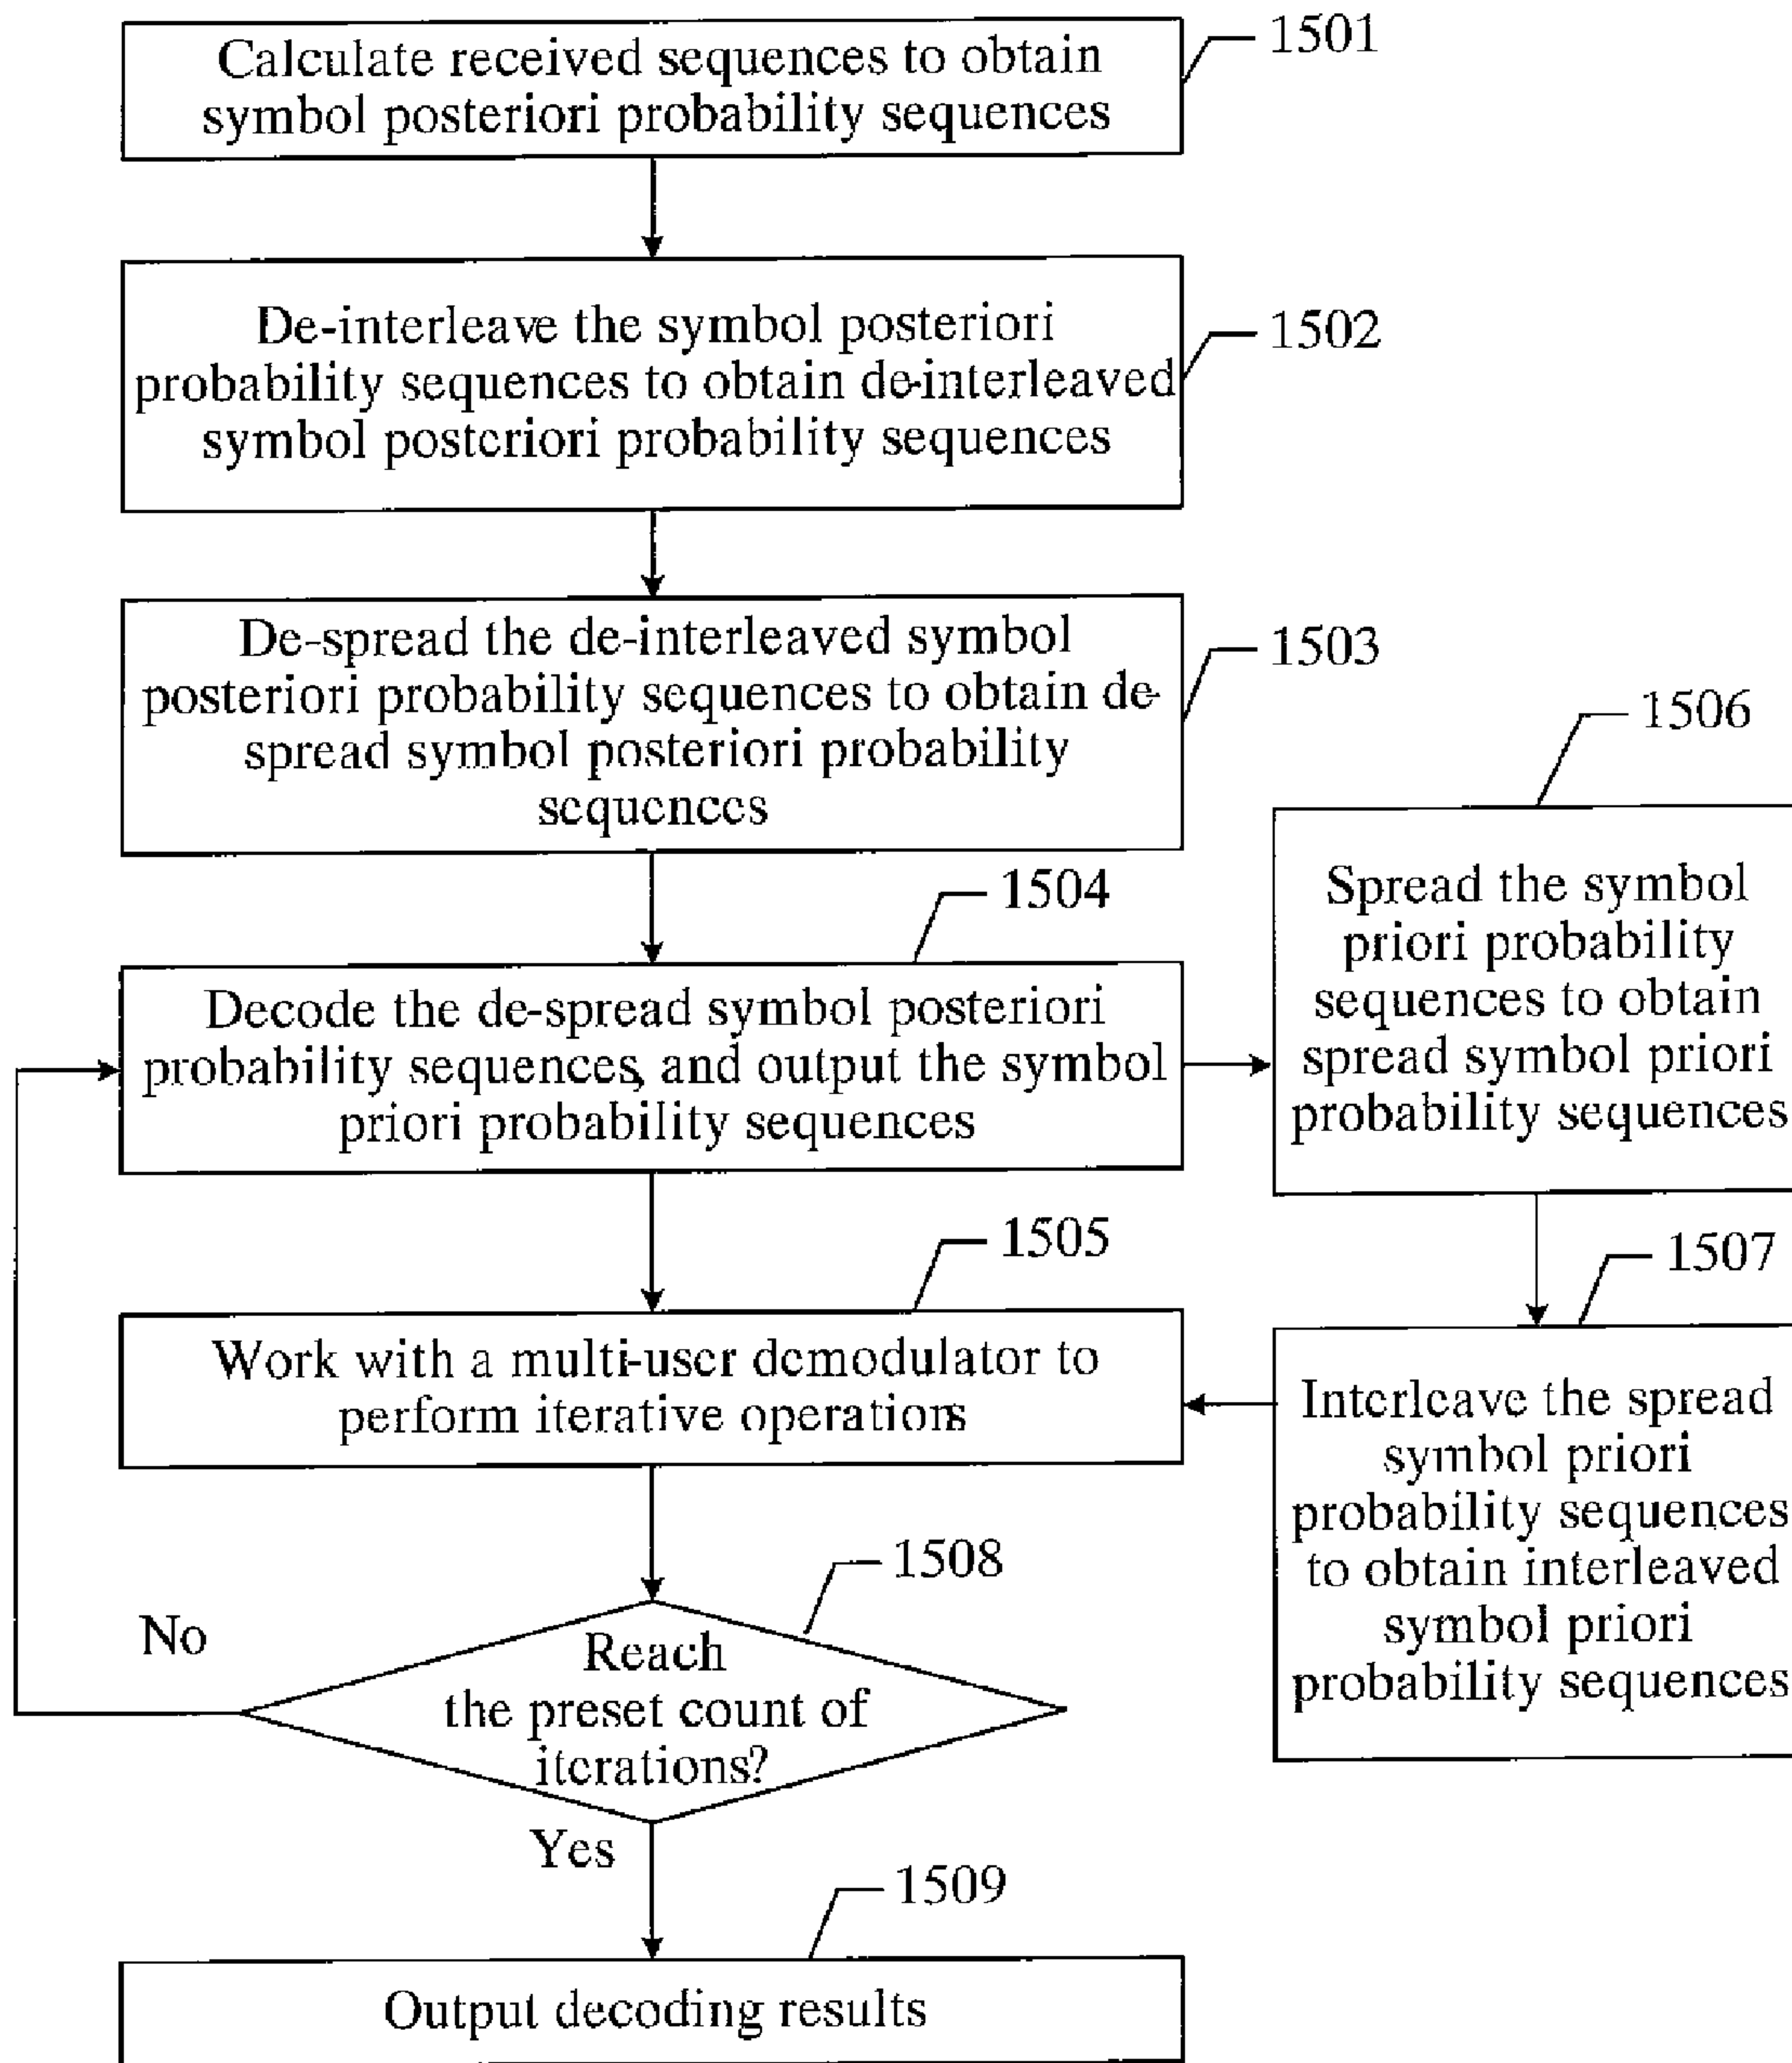 Calculate received sequences to obtain
symbol posteriori probability sequences
1501
De-interleave the symbol posteriori
probability sequences to obtain de-interleaved
symbol posteriori probability sequences
1502
De-spread the de-interleaved symbol
posteriori probability sequences to obtain de-
spread symbol posteriori probability
sequences
1503
1504
Decode the de-spread symbol posteriori
probability sequences, and output the symbol
priori probability sequences
1506
Spread the symbol
priori probability
sequences to obtain
spread symbol priori
probability sequences
1505
Work with a multi-user demodulator to
perform iterative operations
1507
Interleave the spread
symbol priori
probability sequences
to obtain interleaved
symbol priori
probability sequences
1508
Reach
the preset count of
iterations?
No
Yes
1509
Output decoding results